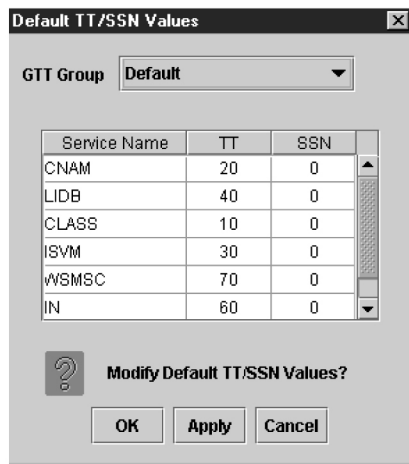 Default TT/SSN Values
GTT Group Default
Service Name TT SSN
CNAM 20 0
LIDB 40 0
CLASS 10 0
ISVM 30 0
WSMSC 70 0
IN 60 0
Modify Default TT/SSN Values?
OK Apply Cancel